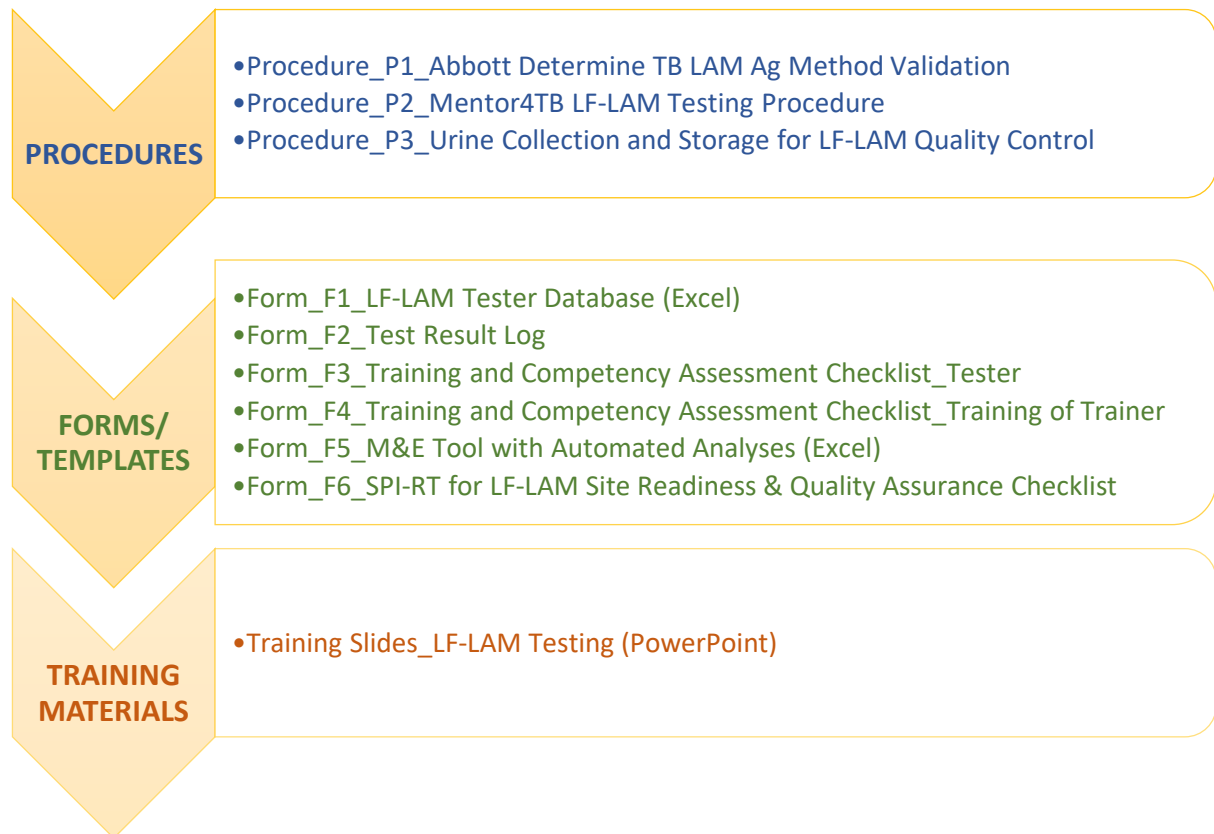 PROCEDURES
•Procedure_P1_Abbott Determine TB LAM Ag Method Validation
•Procedure_P2_Mentor4TB LF-LAM Testing Procedure
•Procedure_P3_Urine Collection and Storage for LF-LAM Quality Control
FORMS/
TEMPLATES
•Form_F1_LF-LAM Tester Database (Excel)
•Form_F2_Test Result Log
•Form_F3_Training and Competency Assessment Checklist_Tester
•Form_F4_Training and Competency Assessment Checklist_Training of Trainer
•Form_F5_M&E Tool with Automated Analyses (Excel)
•Form_F6_SPI-RT for LF-LAM Site Readiness & Quality Assurance Checklist
TRAINING
MATERIALS
•Training Slides_LF-LAM Testing (PowerPoint)